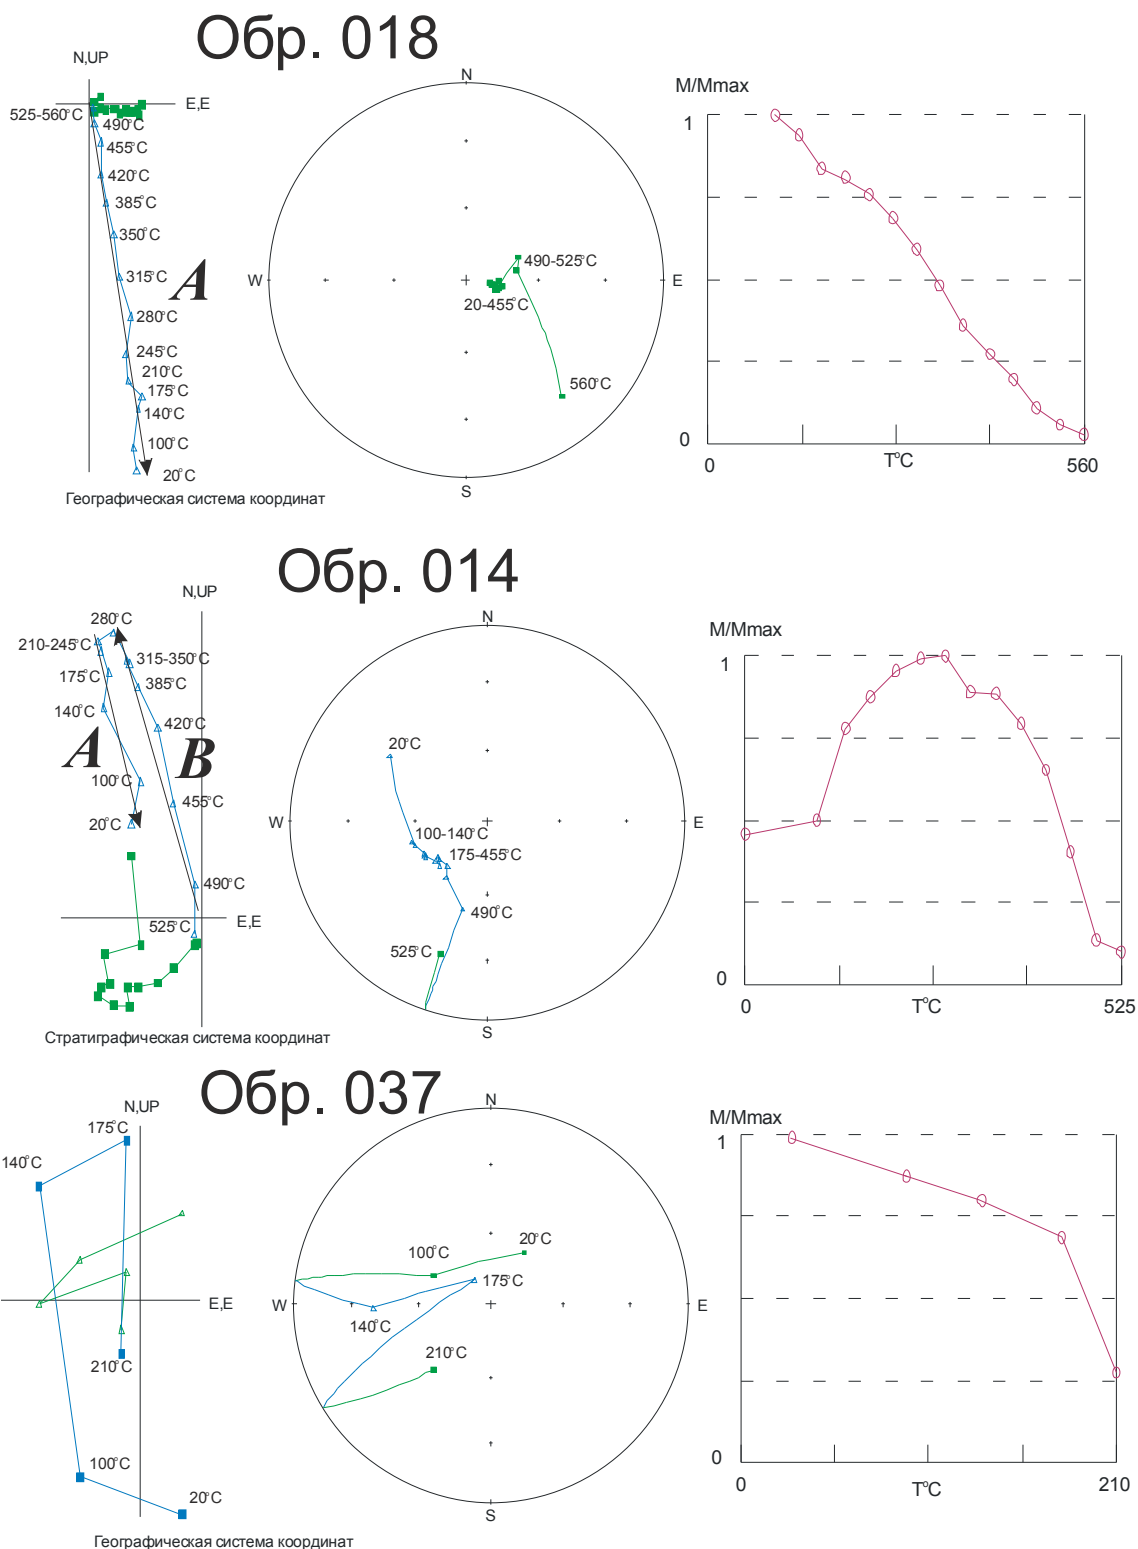 Обр. 018
N,UP
E,E
525-560°C
490°C
455°C
420°C
385°C
350°C
315°C
A
280°C
245°C
210°C
175°C
140°C
100°C
20°C
Географическая система координат
N
W
E
S
490-525°C
20-455°C
560°C
M/Mmax
1
0
0
T°C
560
Обр. 014
N,UP
280°C
210-245°C
315-350°C
175°C
385°C
140°C
420°C
A
B
100°C
455°C
20°C
490°C
E,E
525°C
Стратиграфическая система координат
N
20°C
W
E
100-140°C
175-455°C
490°C
525°C
S
M/Mmax
1
0
0
T°C
525
Обр. 037
N,UP
175°C
140°C
E,E
210°C
100°C
20°C
Географическая система координат
N
20°C
100°C
175°C
W
E
140°C
210°C
S
M/Mmax
1
0
0
T°C
210